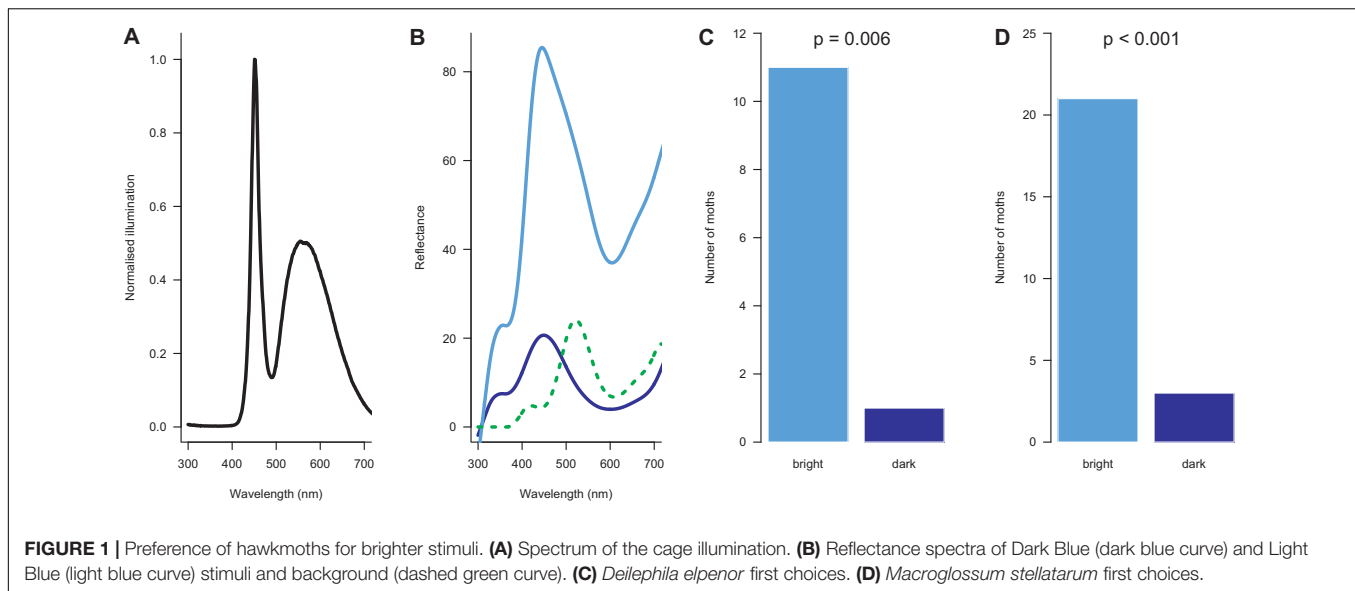 A
1.0
0.8
0.6
0.4
0.2
0.0
Normalised illumination
300 400 500 600 700
Wavelength (nm)
B
80
60
40
20
0
Reflectance
300 400 500 600 700
Wavelength (nm)
C
p = 0.006
12
10
8
6
4
2
0
Number of moths
bright dark
D
p < 0.001
25
20
15
10
5
0
Number of moths
bright dark
FIGURE 1 | Preference of hawkmoths for brighter stimuli. (A) Spectrum of the cage illumination. (B) Reflectance spectra of Dark Blue (dark blue curve) and Light
Blue (light blue curve) stimuli and background (dashed green curve). (C) Deilephila elpenor first choices. (D) Macroglossum stellatarum first choices.